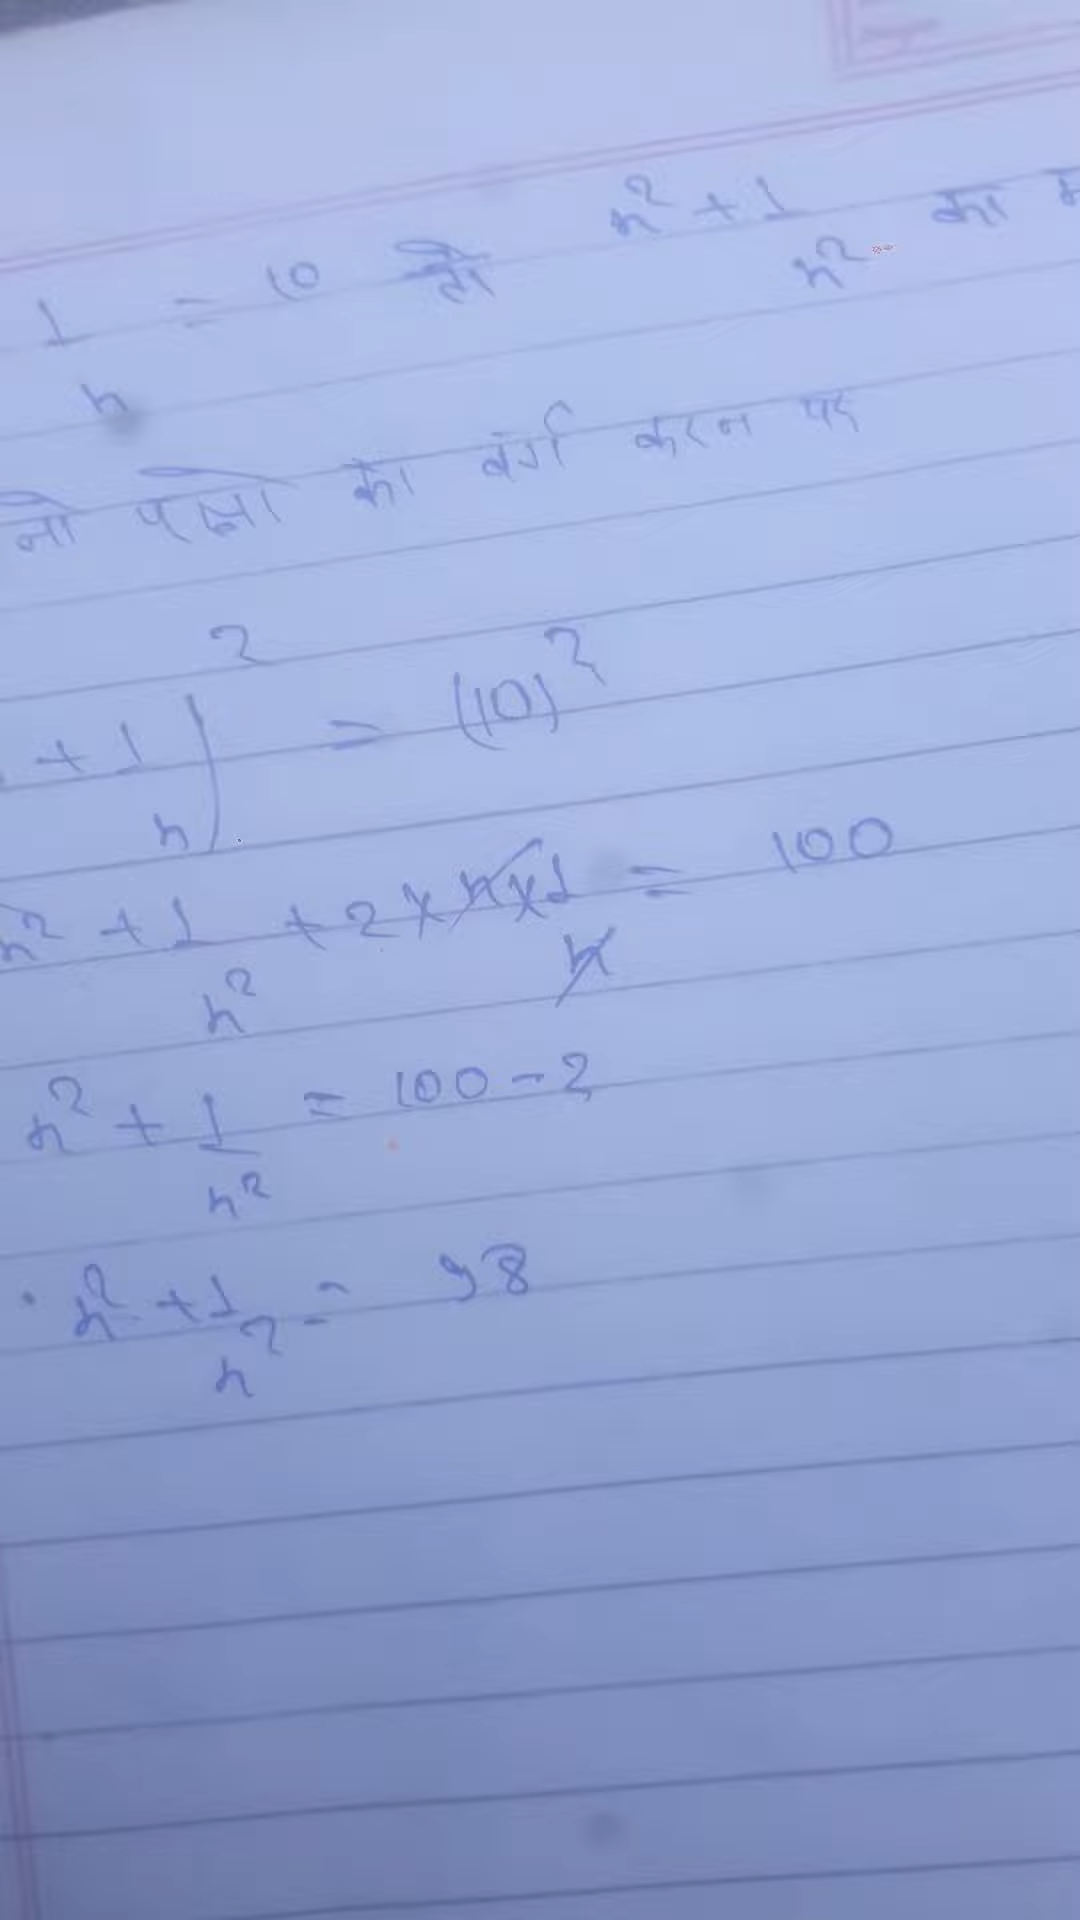 1/x = 10 तो x² + 1/x² का
नो पक्षो का वर्ग करन पर
+ 1/x)² = (10)²
x² + 1/x² + 2 × x × 1/x = 100
x² + 1/x² = 100 - 2
x² + 1/x² = 98